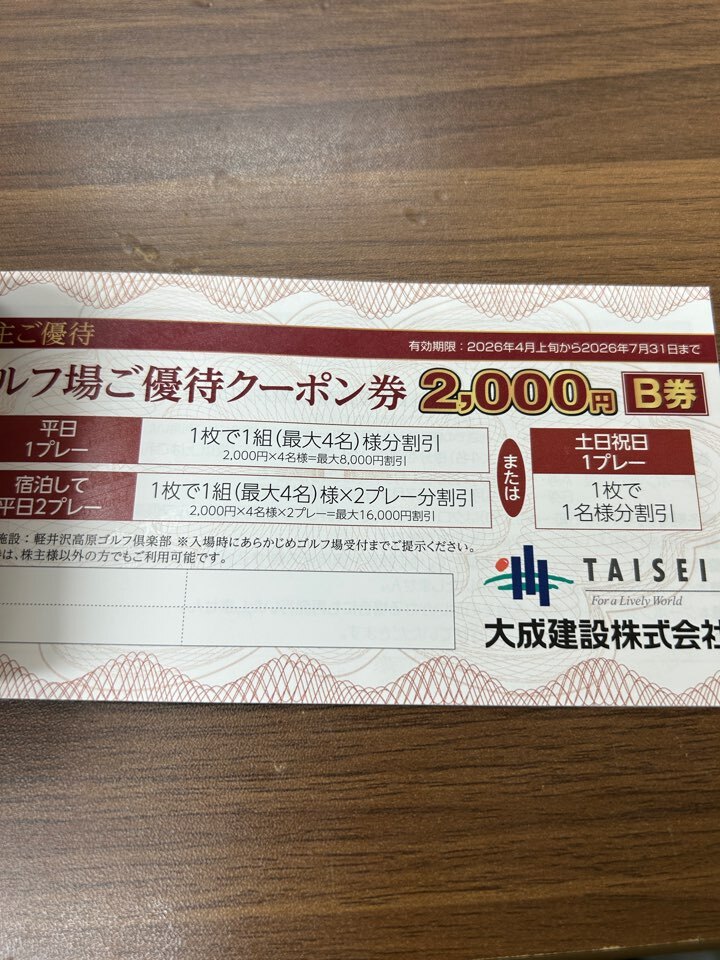 主ご優待
有効期限：2026年4月上旬から2026年7月31日まで
ルフ場ご優待クーポン券 2,000円 B券
平日
1プレー
1枚で1組(最大4名)様分割引
2,000円×4名様=最大8,000円割引
宿泊して
平日2プレー
1枚で1組(最大4名)様×2プレー分割引
2,000円×4名様×2プレー=最大16,000円割引
または
土日祝日
1プレー
1枚で
1名様分割引
施設：軽井沢高原ゴルフ倶楽部 ※入場時にあらかじめゴルフ場受付までご提示ください。
は、株主様以外の方でもご利用可能です。
TAISEI
For a Lively World
大成建設株式会社